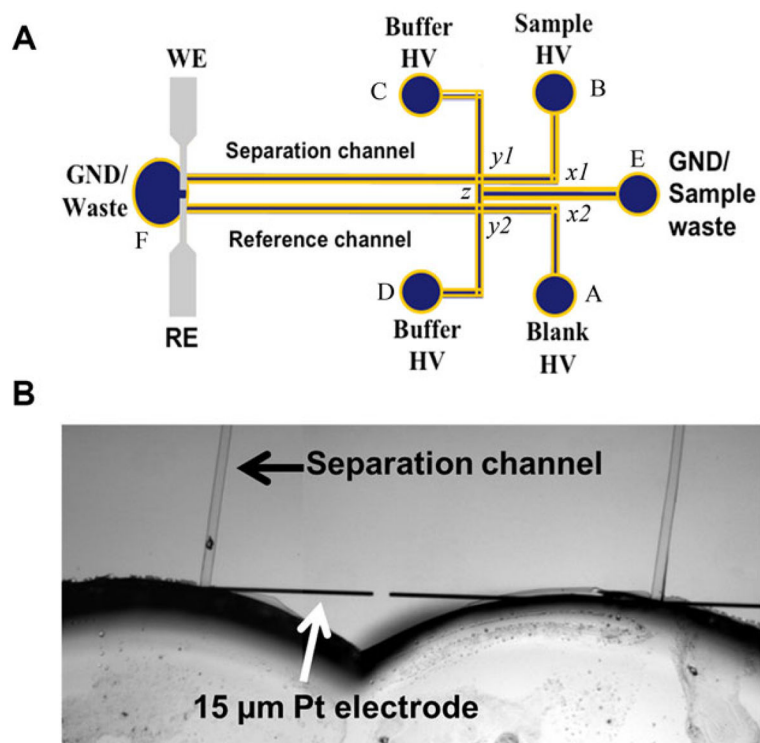 A
Buffer
HV
Sample
HV
WE
C
B
Separation channel
y1
x1
E
GND/
Waste
z
GND/
Sample
waste
F
Reference channel
y2
x2
D
A
RE
Buffer
HV
Blank
HV
B
Separation channel
15 µm Pt electrode